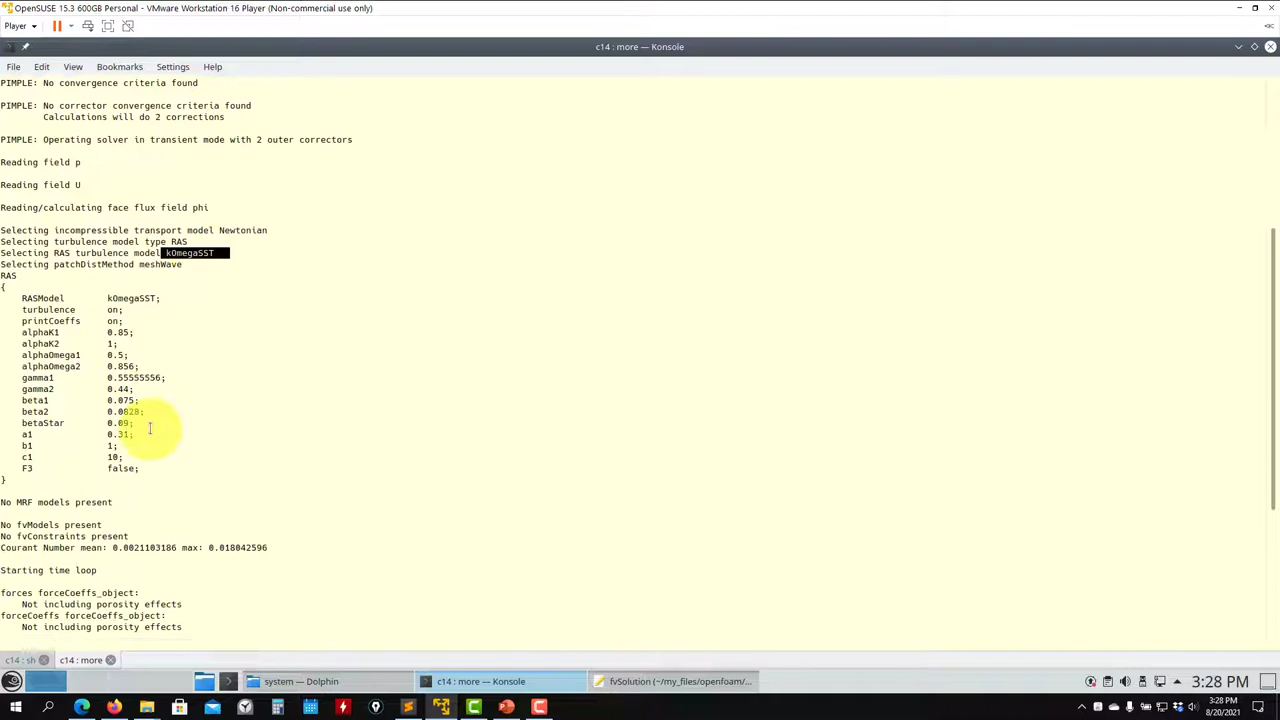 OpenSUSE 15.3 600GB Personal - VMware Workstation 16 Player (Non-commercial use only)
Player
c14 : more — Konsole
File Edit View Bookmarks Settings Help
PIMPLE: No convergence criteria found
PIMPLE: No corrector convergence criteria found
Calculations will do 2 corrections
PIMPLE: Operating solver in transient mode with 2 outer correctors
Reading field p
Reading field U
Reading/calculating face flux field phi
Selecting incompressible transport model Newtonian
Selecting turbulence model type RAS
Selecting RAS turbulence model kOmegaSST
Selecting patchDistMethod meshWave
RAS
{
RASModel kOmegaSST;
turbulence on;
printCoeffs on;
alphaK1 0.85;
alphaK2 1;
alphaOmega1 0.5;
alphaOmega2 0.856;
gamma1 0.55555556;
gamma2 0.44;
beta1 0.075;
beta2 0.0828;
betaStar 0.09;
a1 0.31;
b1 1;
c1 10;
F3 false;
}
No MRF models present
No fvModels present
No fvConstraints present
Courant Number mean: 0.0021103186 max: 0.018042596
Starting time loop
forces forceCoeffs_object:
Not including porosity effects
forceCoeffs forceCoeffs_object:
Not including porosity effects
c14 : sh c14 : more
system — Dolphin c14 : more — Konsole fvSolution (~/my_files/openfoam/... 3:28 PM
3:28 PM
8/20/2021